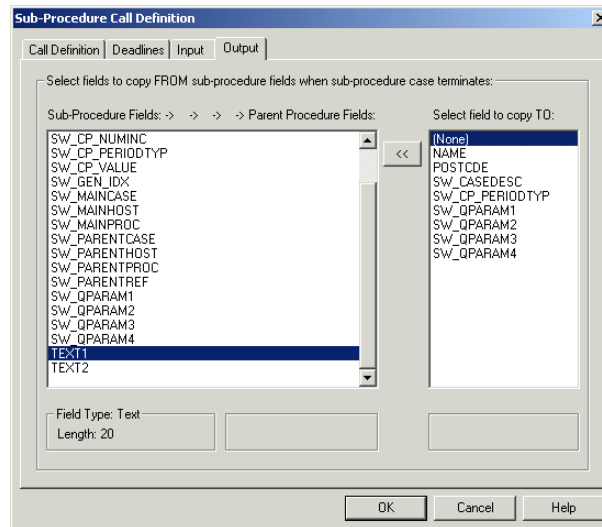 Sub-Procedure Call Definition
Call Definition
Deadlines
Input
Output
Select fields to copy FROM sub-procedure fields when sub-procedure case terminates:
Sub-Procedure Fields: -> -> -> -> Parent Procedure Fields:
Select field to copy TO:
SW_CP_NUMINC
SW_CP_PERIODTYP
SW_CP_VALUE
SW_GEN_IDX
SW_MAINCASE
SW_MAINHOST
SW_MAINPROC
SW_PARENTCASE
SW_PARENTHOST
SW_PARENTPROC
SW_PARENTREF
SW_QPARAM1
SW_QPARAM2
SW_QPARAM3
SW_QPARAM4
TEXT1
TEXT2
<<
(None)
NAME
POSTCDE
SW_CASEDESC
SW_CP_PERIODTYP
SW_QPARAM1
SW_QPARAM2
SW_QPARAM3
SW_QPARAM4
Field Type: Text
Length: 20
OK
Cancel
Help